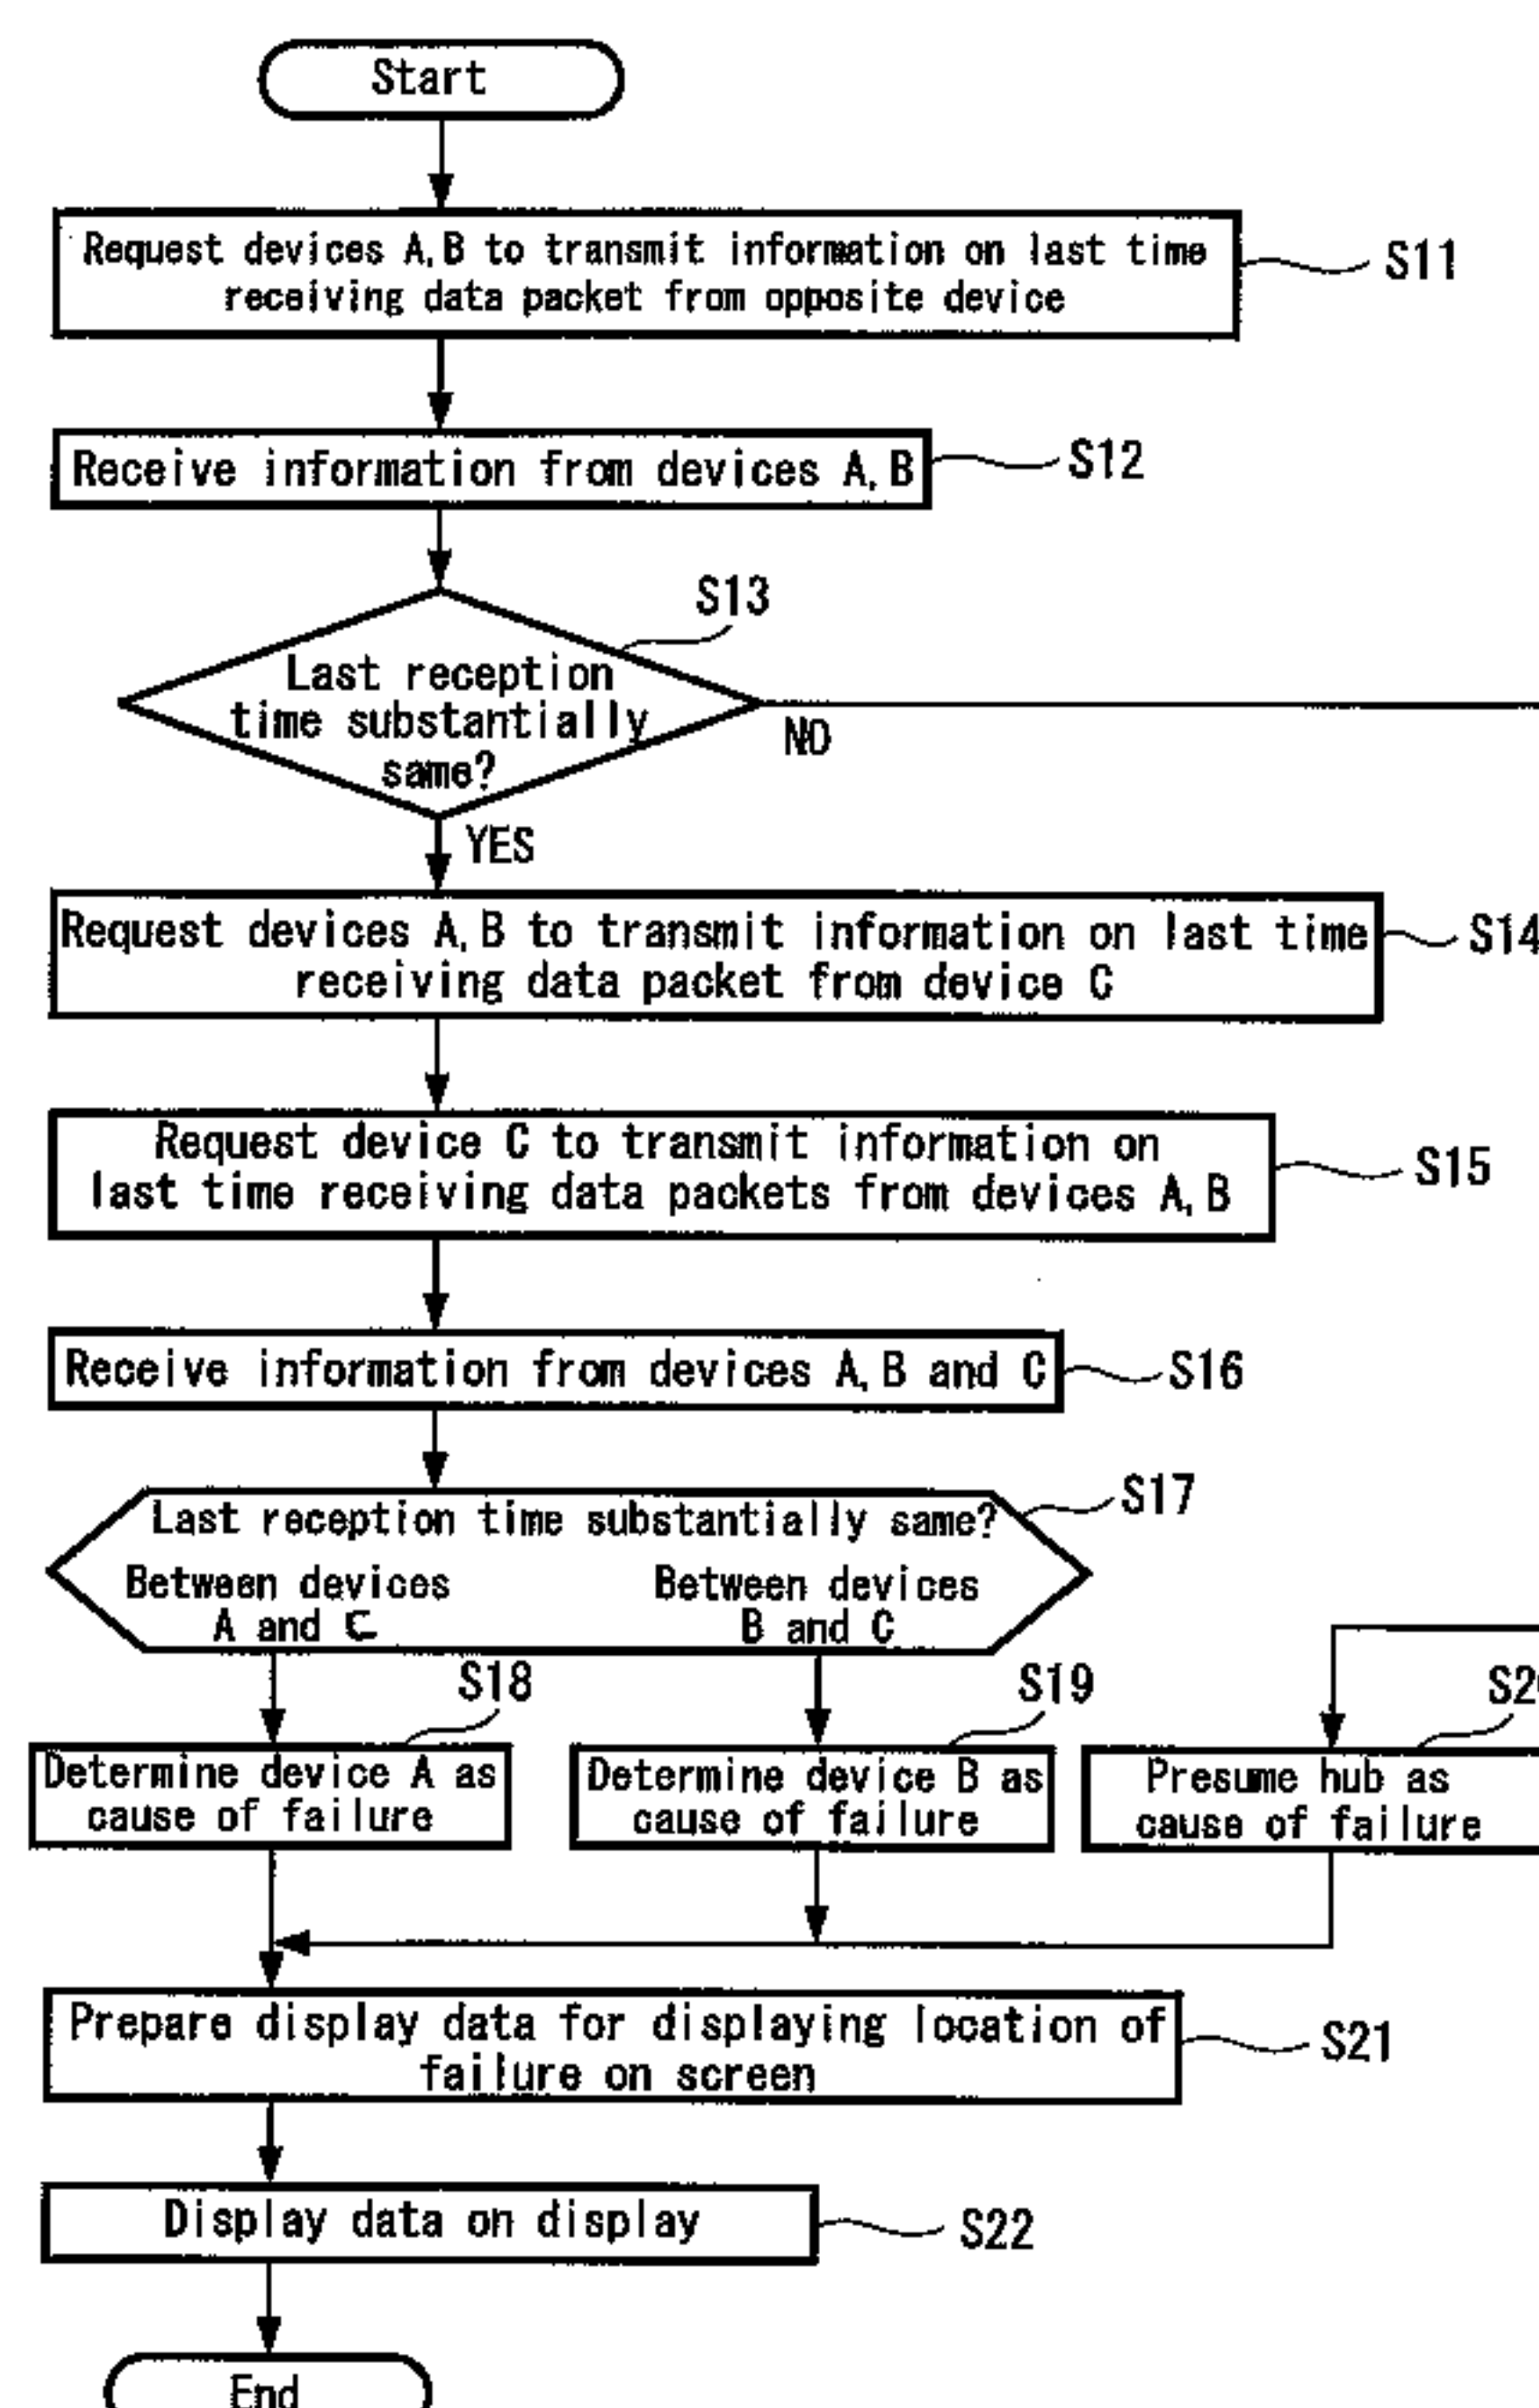 Start
Request devices A,B to transmit information on last time
receiving data packet from opposite device
S11
Receive information from devices A,B
S12
S13
Last reception
time substantially
same?
NO
YES
Request devices A,B to transmit information on last time
receiving data packet from device C
S14
Request device C to transmit information on
last time receiving data packets from devices A,B
S15
Receive information from devices A,B and C
S16
S17
Last reception time substantially same?
Between devices
A and C
Between devices
B and C
S18
S19
Determine device A as
cause of failure
Determine device B as
cause of failure
Presume hub as
cause of failure
Prepare display data for displaying location of
failure on screen
S21
Display data on display
S22
End